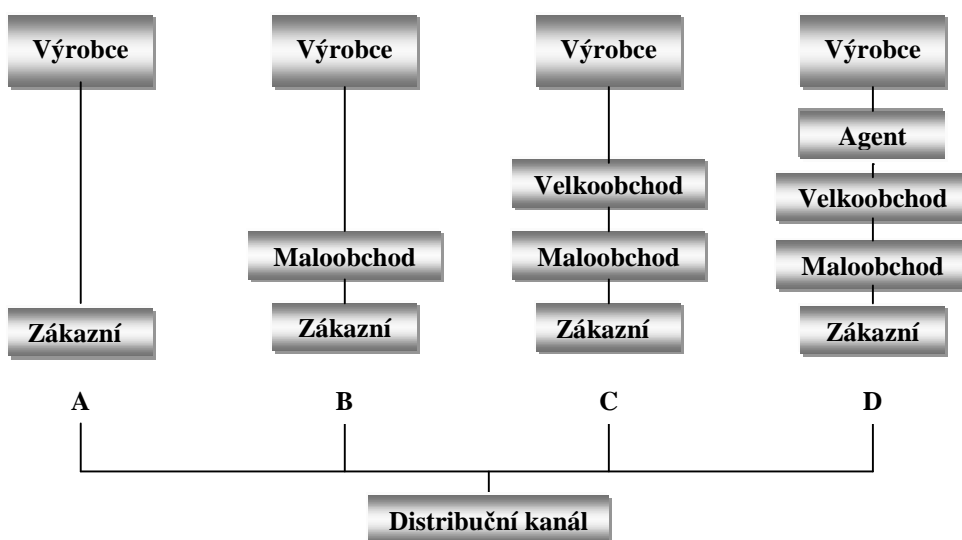 Výrobce Výrobce Výrobce Výrobce
Agent
Velkoobchod Velkoobchod
Maloobchod Maloobchod Maloobchod
Zákazní Zákazní Zákazní Zákazní
A B C D
Distribuční kanál